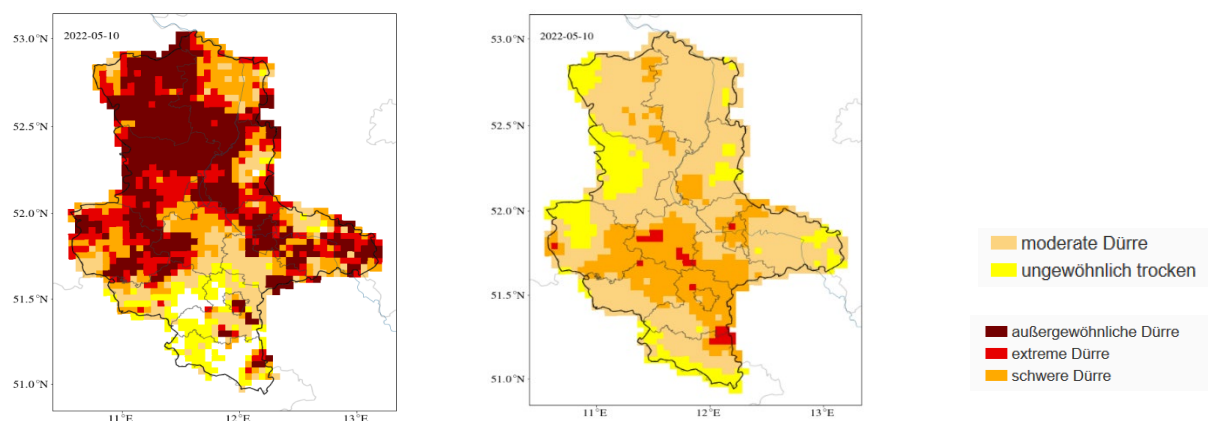 53.0°N
2022-05-10
52.5°N
52.0°N
51.5°N
51.0°N
11°E
12°E
13°E
53.0°N
2022-05-10
52.5°N
52.0°N
51.5°N
51.0°N
11°E
12°E
13°E
moderate Dürre
ungewöhnlich trocken
außergewöhnliche Dürre
extreme Dürre
schwere Dürre